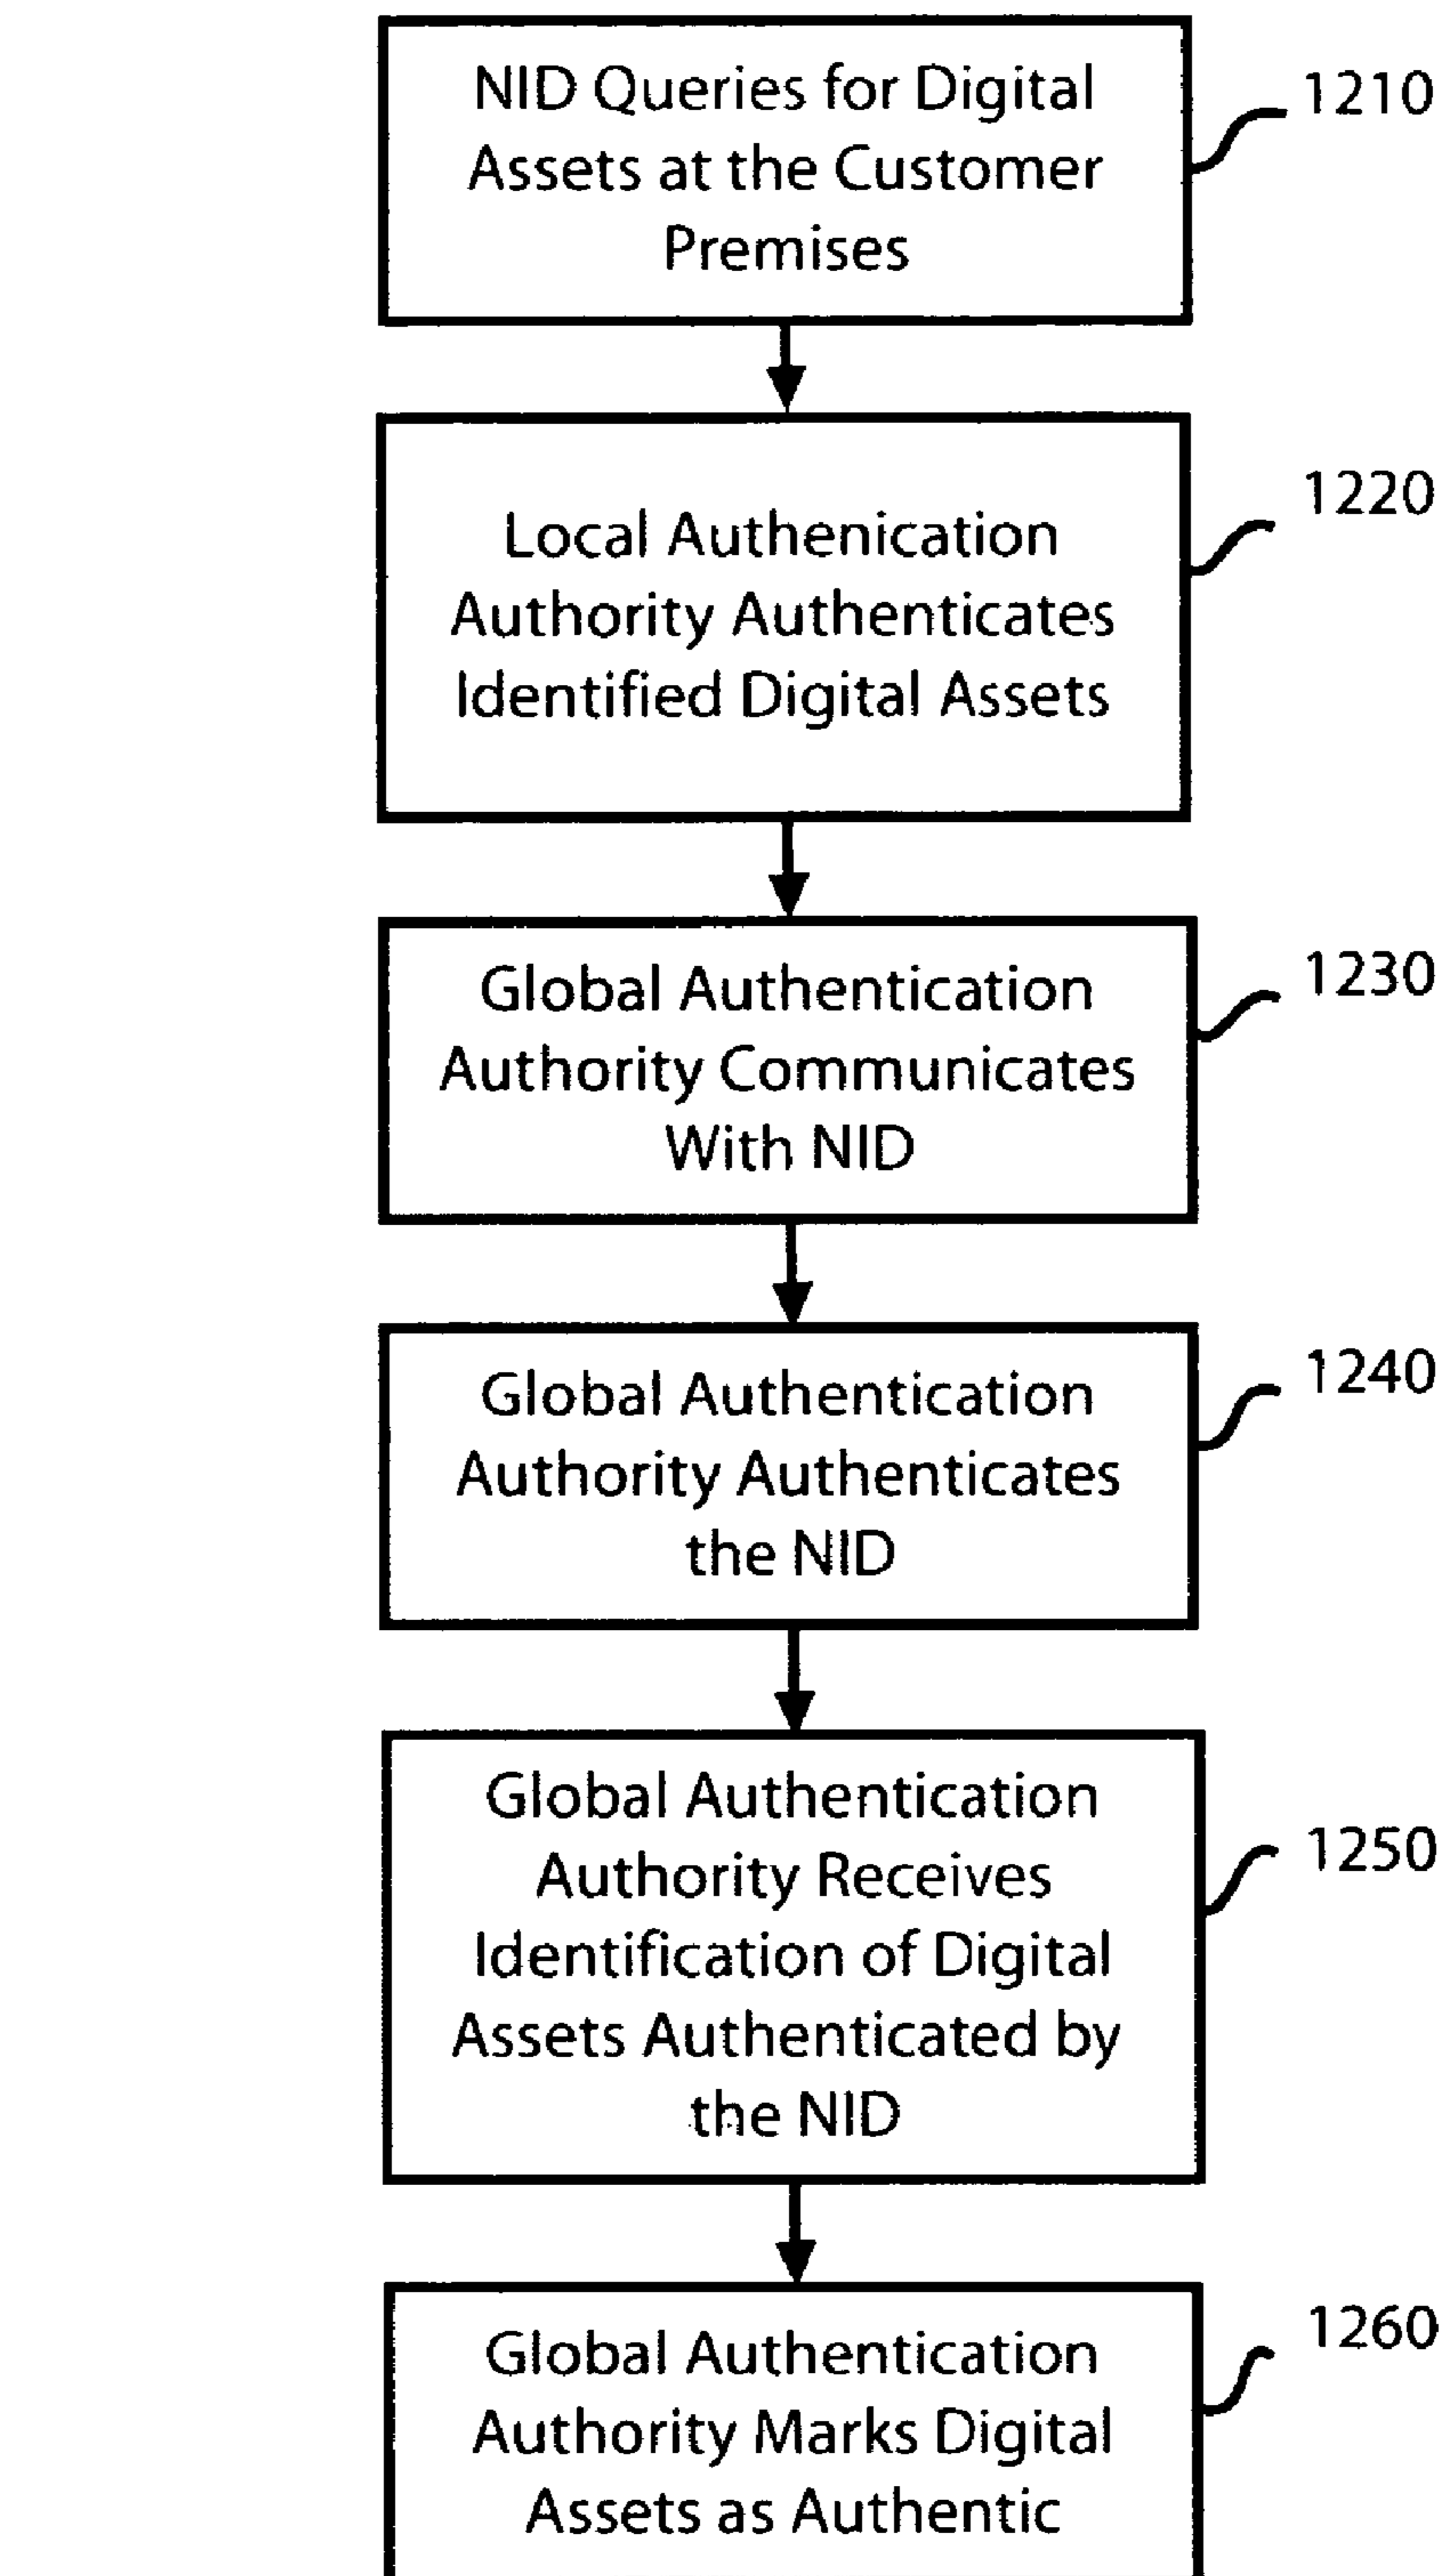 NID Queries for Digital
Assets at the Customer
Premises
1210
Local Authenication
Authority Authenticates
Identified Digital Assets
1220
Global Authentication
Authority Communicates
With NID
1230
Global Authentication
Authority Authenticates
the NID
1240
Global Authentication
Authority Receives
Identification of Digital
Assets Authenticated by
the NID
1250
Global Authentication
Authority Marks Digital
Assets as Authentic
1260